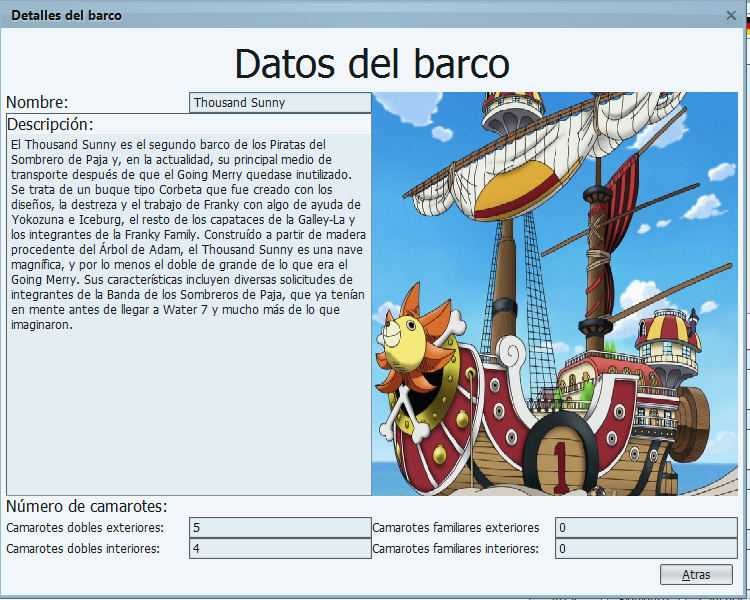 Detalles del barco
Datos del barco
Nombre:
Thousand Sunny
Descripción:
El Thousand Sunny es el segundo barco de los Piratas del
Sombrero de Paja y, en la actualidad, su principal medio de
transporte después de que el Going Merry quedase inutilizado.
Se trata de un buque tipo Corbeta que fue creado con los
diseños, la destreza y el trabajo de Franky con algo de ayuda de
Yokozuna e Iceburg, el resto de los capataces de la Galley-La y
los integrantes de la Franky Family. Construído a partir de madera
procedente del Árbol de Adam, el Thousand Sunny es una nave
magnífica, y por lo menos el doble de grande de lo que era el
Going Merry. Sus características incluyen diversas solicitudes de
integrantes de la Banda de los Sombreros de Paja, que ya tenían
en mente antes de llegar a Water 7 y mucho más de lo que
imaginaron.
1
Número de camarotes:
Camarotes dobles exteriores: 5 Camarotes familiares exteriores 0
Camarotes dobles interiores: 4 Camarotes familiares interiores: 0
Atras